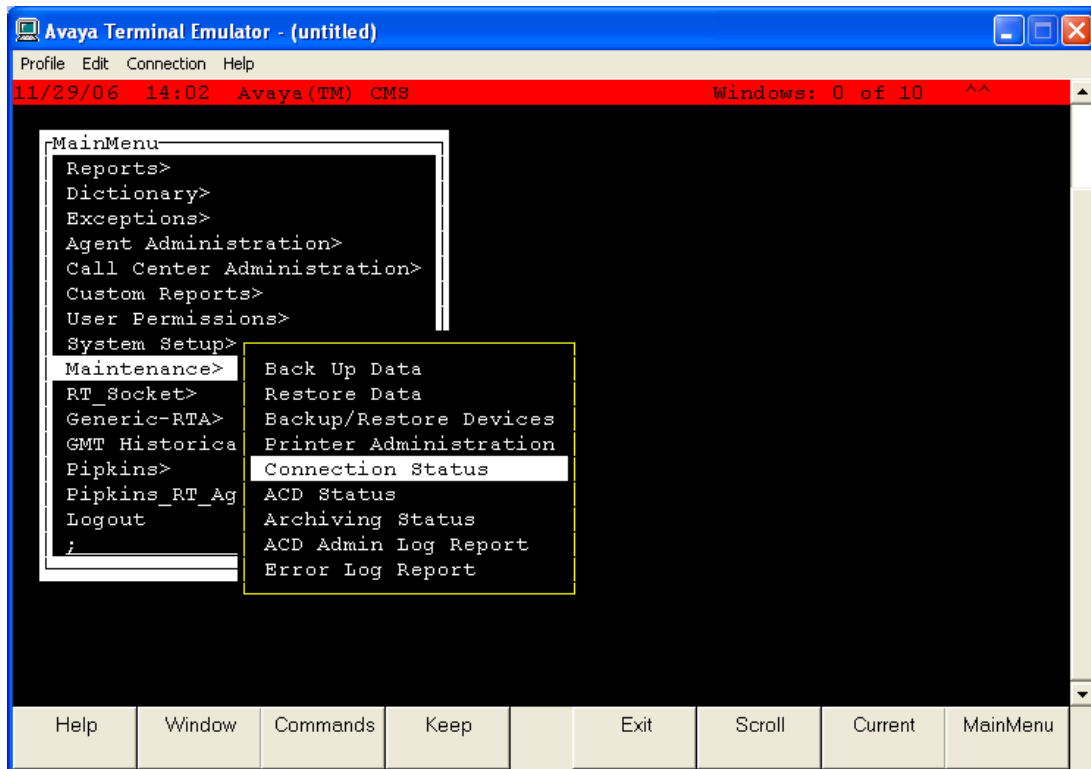 Avaya Terminal Emulator - (untitled)
Profile Edit Connection Help
11/29/06 14:02 Avaya(TM) CMS Windows: 0 of 10 ^^
MainMenu
Reports>
Dictionary>
Exceptions>
Agent Administration>
Call Center Administration>
Custom Reports>
User Permissions>
System Setup>
Maintenance>
RT_Socket>
Generic-RTA>
GMT Historica
Pipkins>
Pipkins_RT_Ag
Logout
;
Back Up Data
Restore Data
Backup/Restore Devices
Printer Administration
Connection Status
ACD Status
Archiving Status
ACD Admin Log Report
Error Log Report
Help Window Commands Keep Exit Scroll Current MainMenu